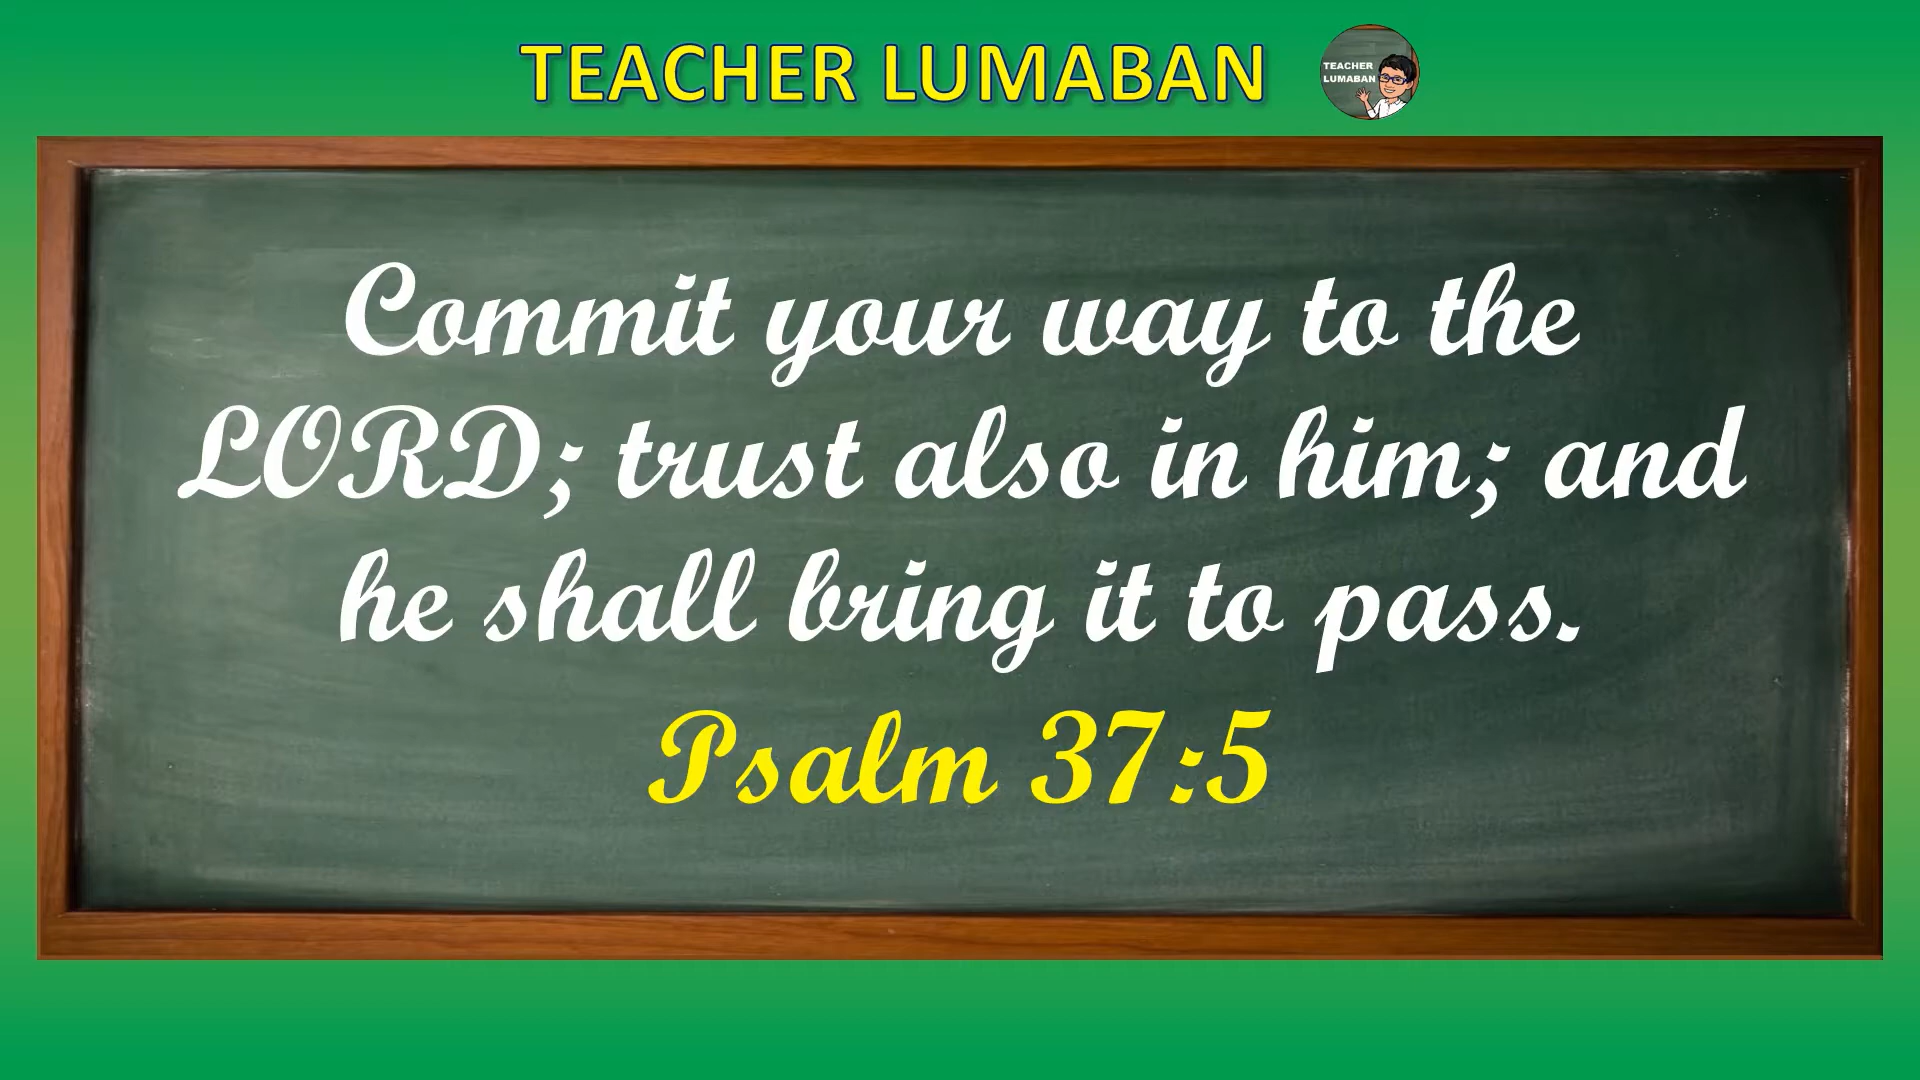 TEACHER LUMABAN
TEACHER
LUMABAN
Commit your way to the
LORD; trust also in him; and
he shall bring it to pass.
Psalm 37:5